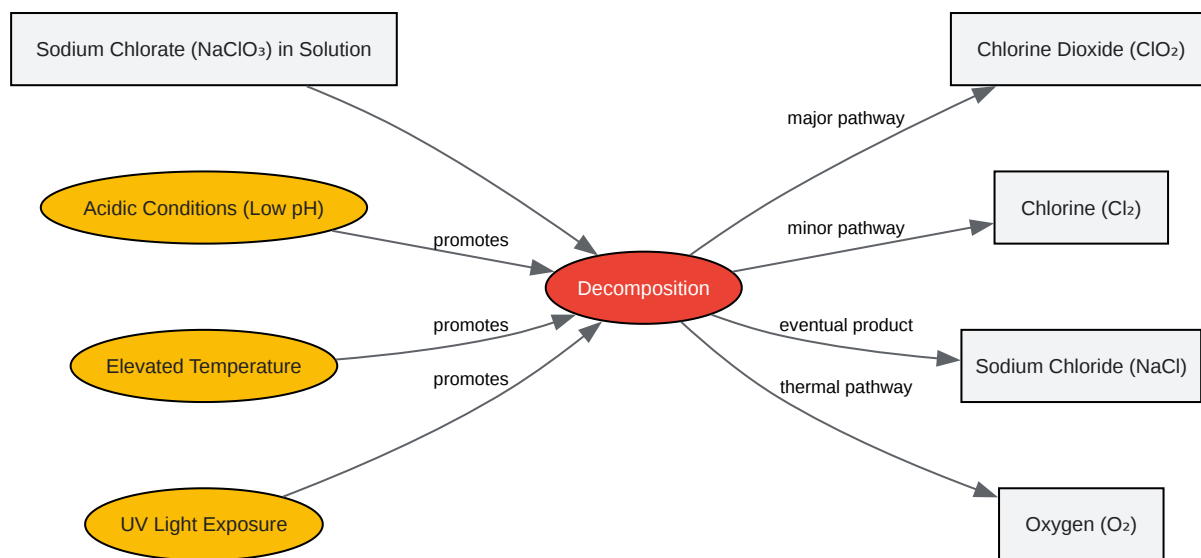 Sodium Chlorate (NaClO₃) in Solution
Chlorine Dioxide (ClO₂)
major pathway
Acidic Conditions (Low pH)
Chlorine (Cl₂)
minor pathway
promotes
Decomposition
promotes
eventual product
Elevated Temperature
Sodium Chloride (NaCl)
promotes
thermal pathway
UV Light Exposure
Oxygen (O₂)